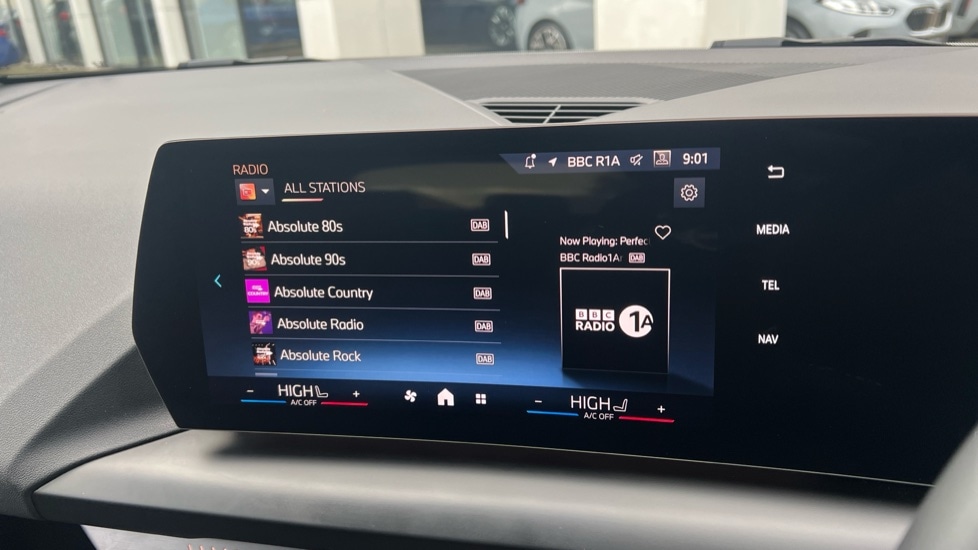 RADIO
BBC R1A 9:01
ALL STATIONS
Absolute 80s DAB
Absolute 90s DAB
Absolute Country DAB
Absolute Radio DAB
Absolute Rock DAB
Now Playing: Perfec
BBC Radio1A DAB
BBC
RADIO 1A
MEDIA
TEL
NAV
- HIGH +
A/C OFF
- HIGH +
A/C OFF